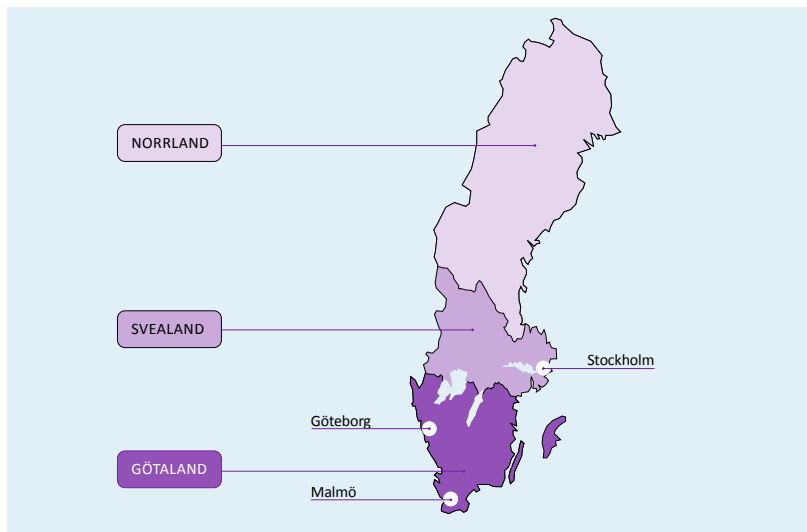 NORRLAND
SVEALAND
Stockholm
Göteborg
GÖTALAND
Malmö